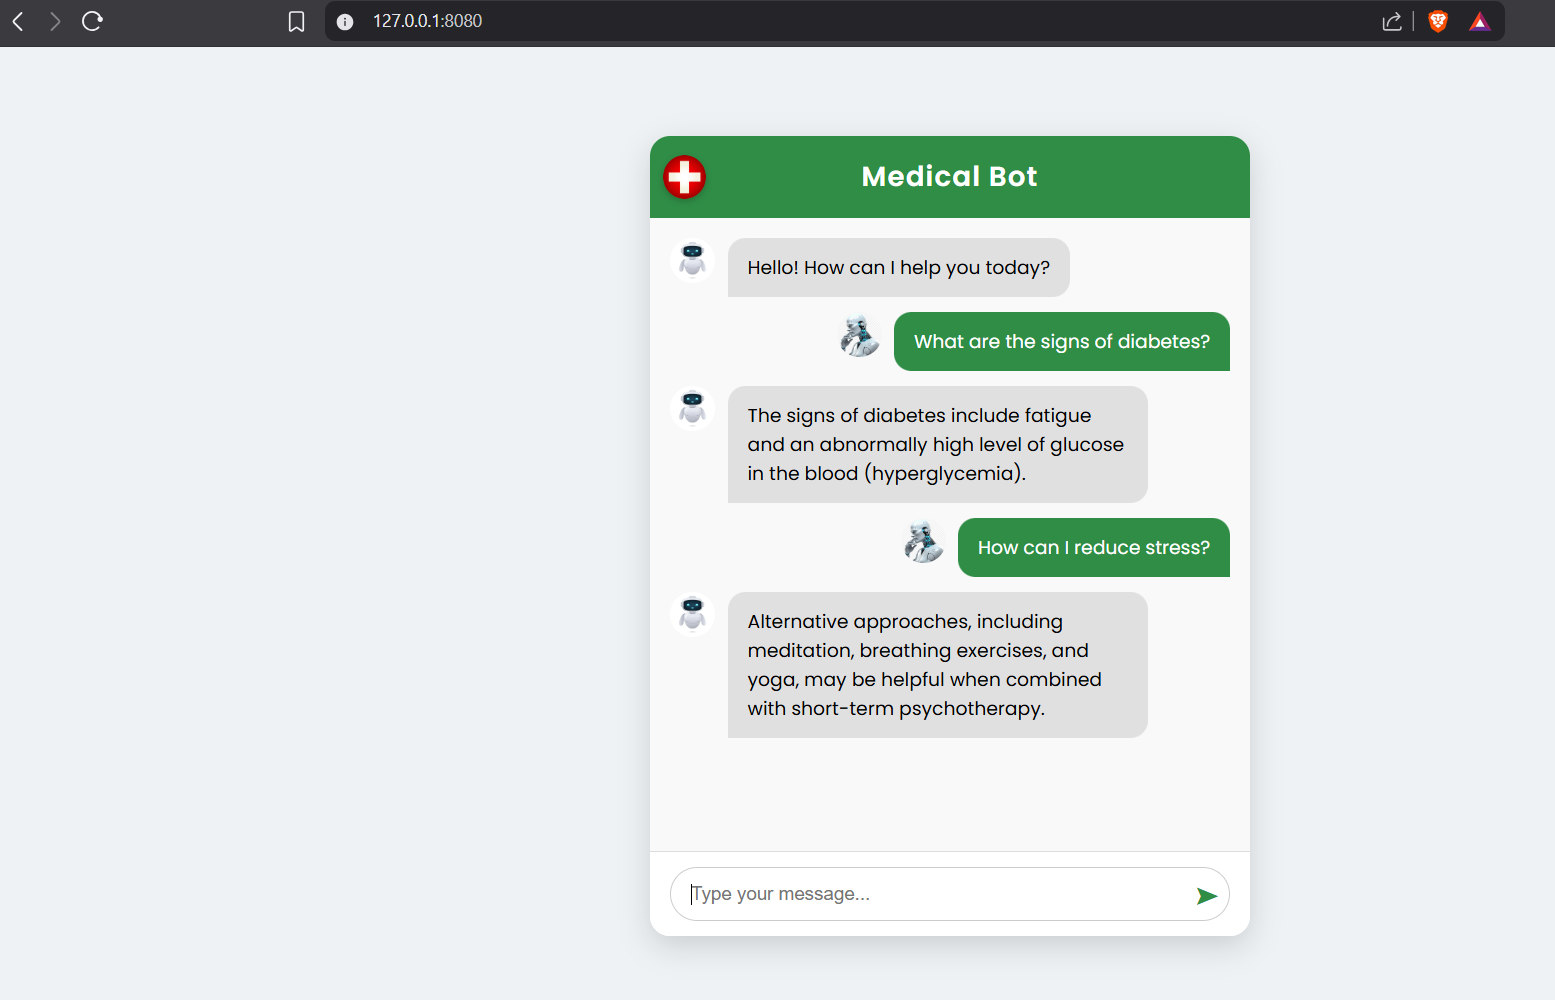 127.0.0.1:8080
Medical Bot
Hello! How can I help you today?
What are the signs of diabetes?
The signs of diabetes include fatigue
and an abnormally high level of glucose
in the blood (hyperglycemia).
How can I reduce stress?
Alternative approaches, including
meditation, breathing exercises, and
yoga, may be helpful when combined
with short-term psychotherapy.
Type your message...